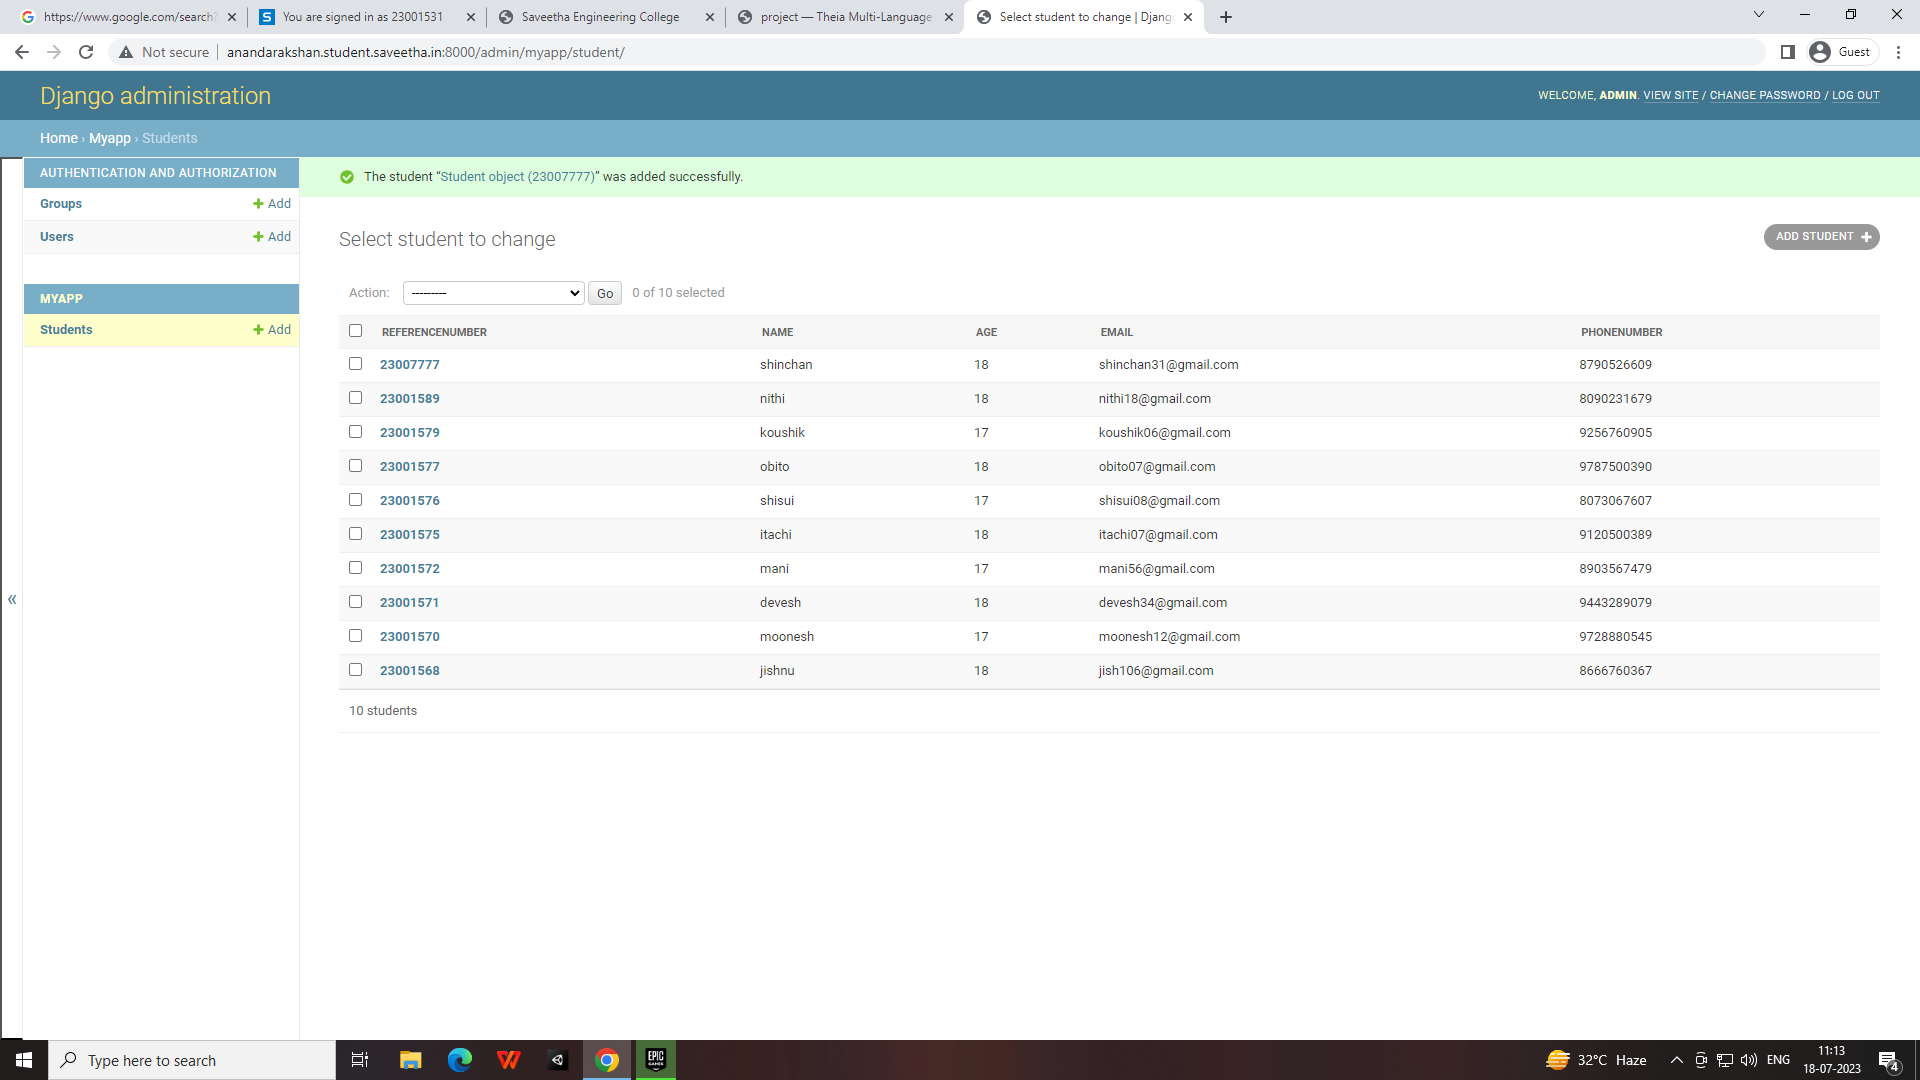 https://www.google.com/search?
You are signed in as 23001531
Saveetha Engineering College
project — Theia Multi-Language
Select student to change | Djang
Not secure
anandarakshan.student.saveetha.in:8000/admin/myapp/student/
Guest
Django administration
WELCOME, ADMIN. VIEW SITE / CHANGE PASSWORD / LOG OUT
Home › Myapp › Students
AUTHENTICATION AND AUTHORIZATION
Groups + Add
Users + Add
MYAPP
Students + Add
The student “Student object (23007777)” was added successfully.
Select student to change
ADD STUDENT +
Action: --------- Go 0 of 10 selected
REFERENCENUMBER NAME AGE EMAIL PHONENUMBER
23007777 shinchan 18 shinchan31@gmail.com 8790526609
23001589 nithi 18 nithi18@gmail.com 8090231679
23001579 koushik 17 koushik06@gmail.com 9256760905
23001577 obito 18 obito07@gmail.com 9787500390
23001576 shisui 17 shisui08@gmail.com 8073067607
23001575 itachi 18 itachi07@gmail.com 9120500389
23001572 mani 17 mani56@gmail.com 8903567479
23001571 devesh 18 devesh34@gmail.com 9443289079
23001570 moonesh 17 moonesh12@gmail.com 9728880545
23001568 jishnu 18 jish106@gmail.com 8666760367
10 students
«
Type here to search
EPIC GAMES
32°C Haze
ENG
11:13
18-07-2023
4